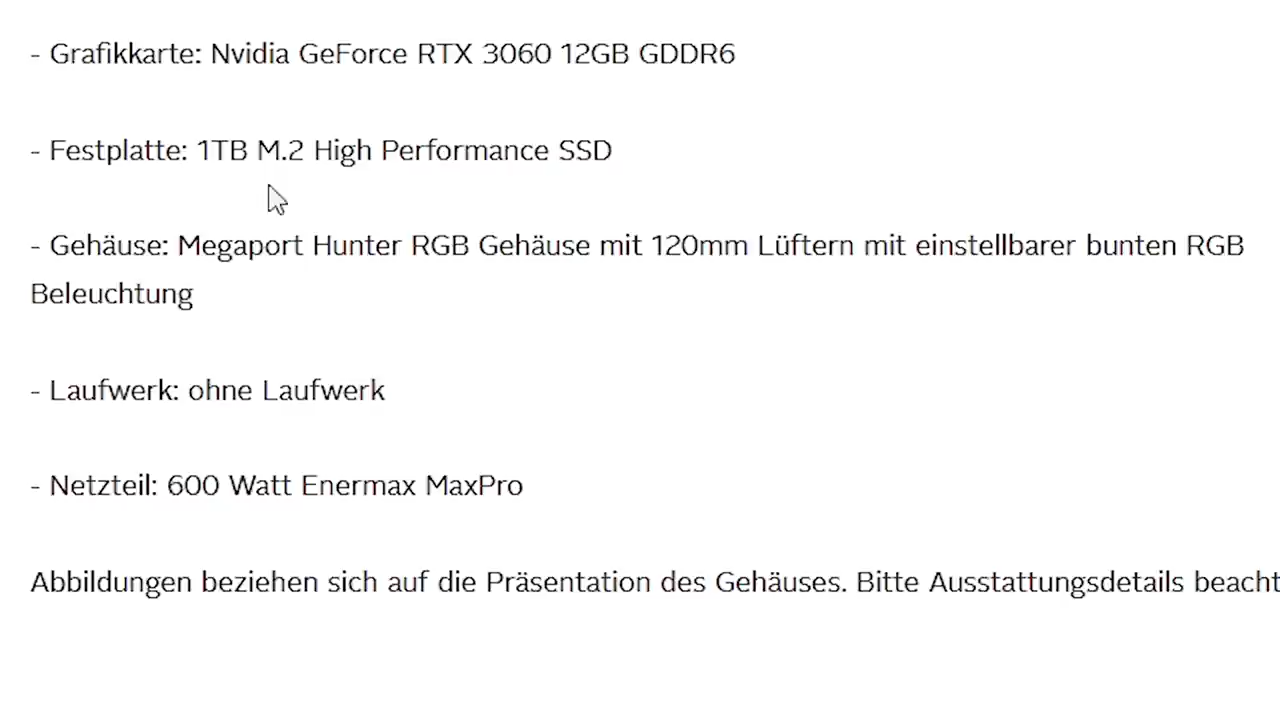 - Grafikkarte: Nvidia GeForce RTX 3060 12GB GDDR6
- Festplatte: 1TB M.2 High Performance SSD
- Gehäuse: Megaport Hunter RGB Gehäuse mit 120mm Lüftern mit einstellbarer bunten RGB
Beleuchtung
- Laufwerk: ohne Laufwerk
- Netzteil: 600 Watt Enermax MaxPro
Abbildungen beziehen sich auf die Präsentation des Gehäuses. Bitte Ausstattungsdetails beacht